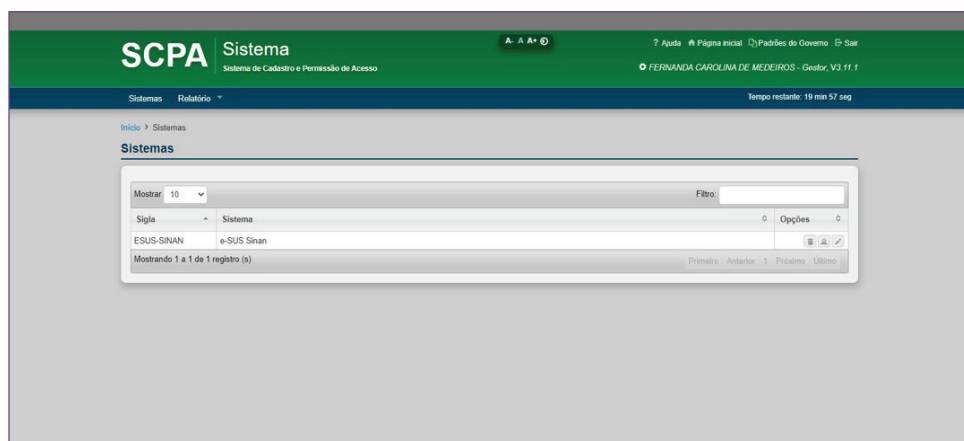 SCPA Sistema
Sistema de Cadastro e Permissão de Acesso
A- A A+
? Ajuda Página inicial Padrões do Governo Sair
FERNANDA CAROLINA DE MEDEIROS - Gestor, V3.11.1
Sistemas Relatório
Tempo restante: 19 min 57 seg
Início > Sistemas
Sistemas
Mostrar 10
Filtro:
Sigla Sistema Opções
ESUS-SINAN e-SUS Sinan
Mostrando 1 a 1 de 1 registro (s)
Primeiro Anterior 1 Próximo Último